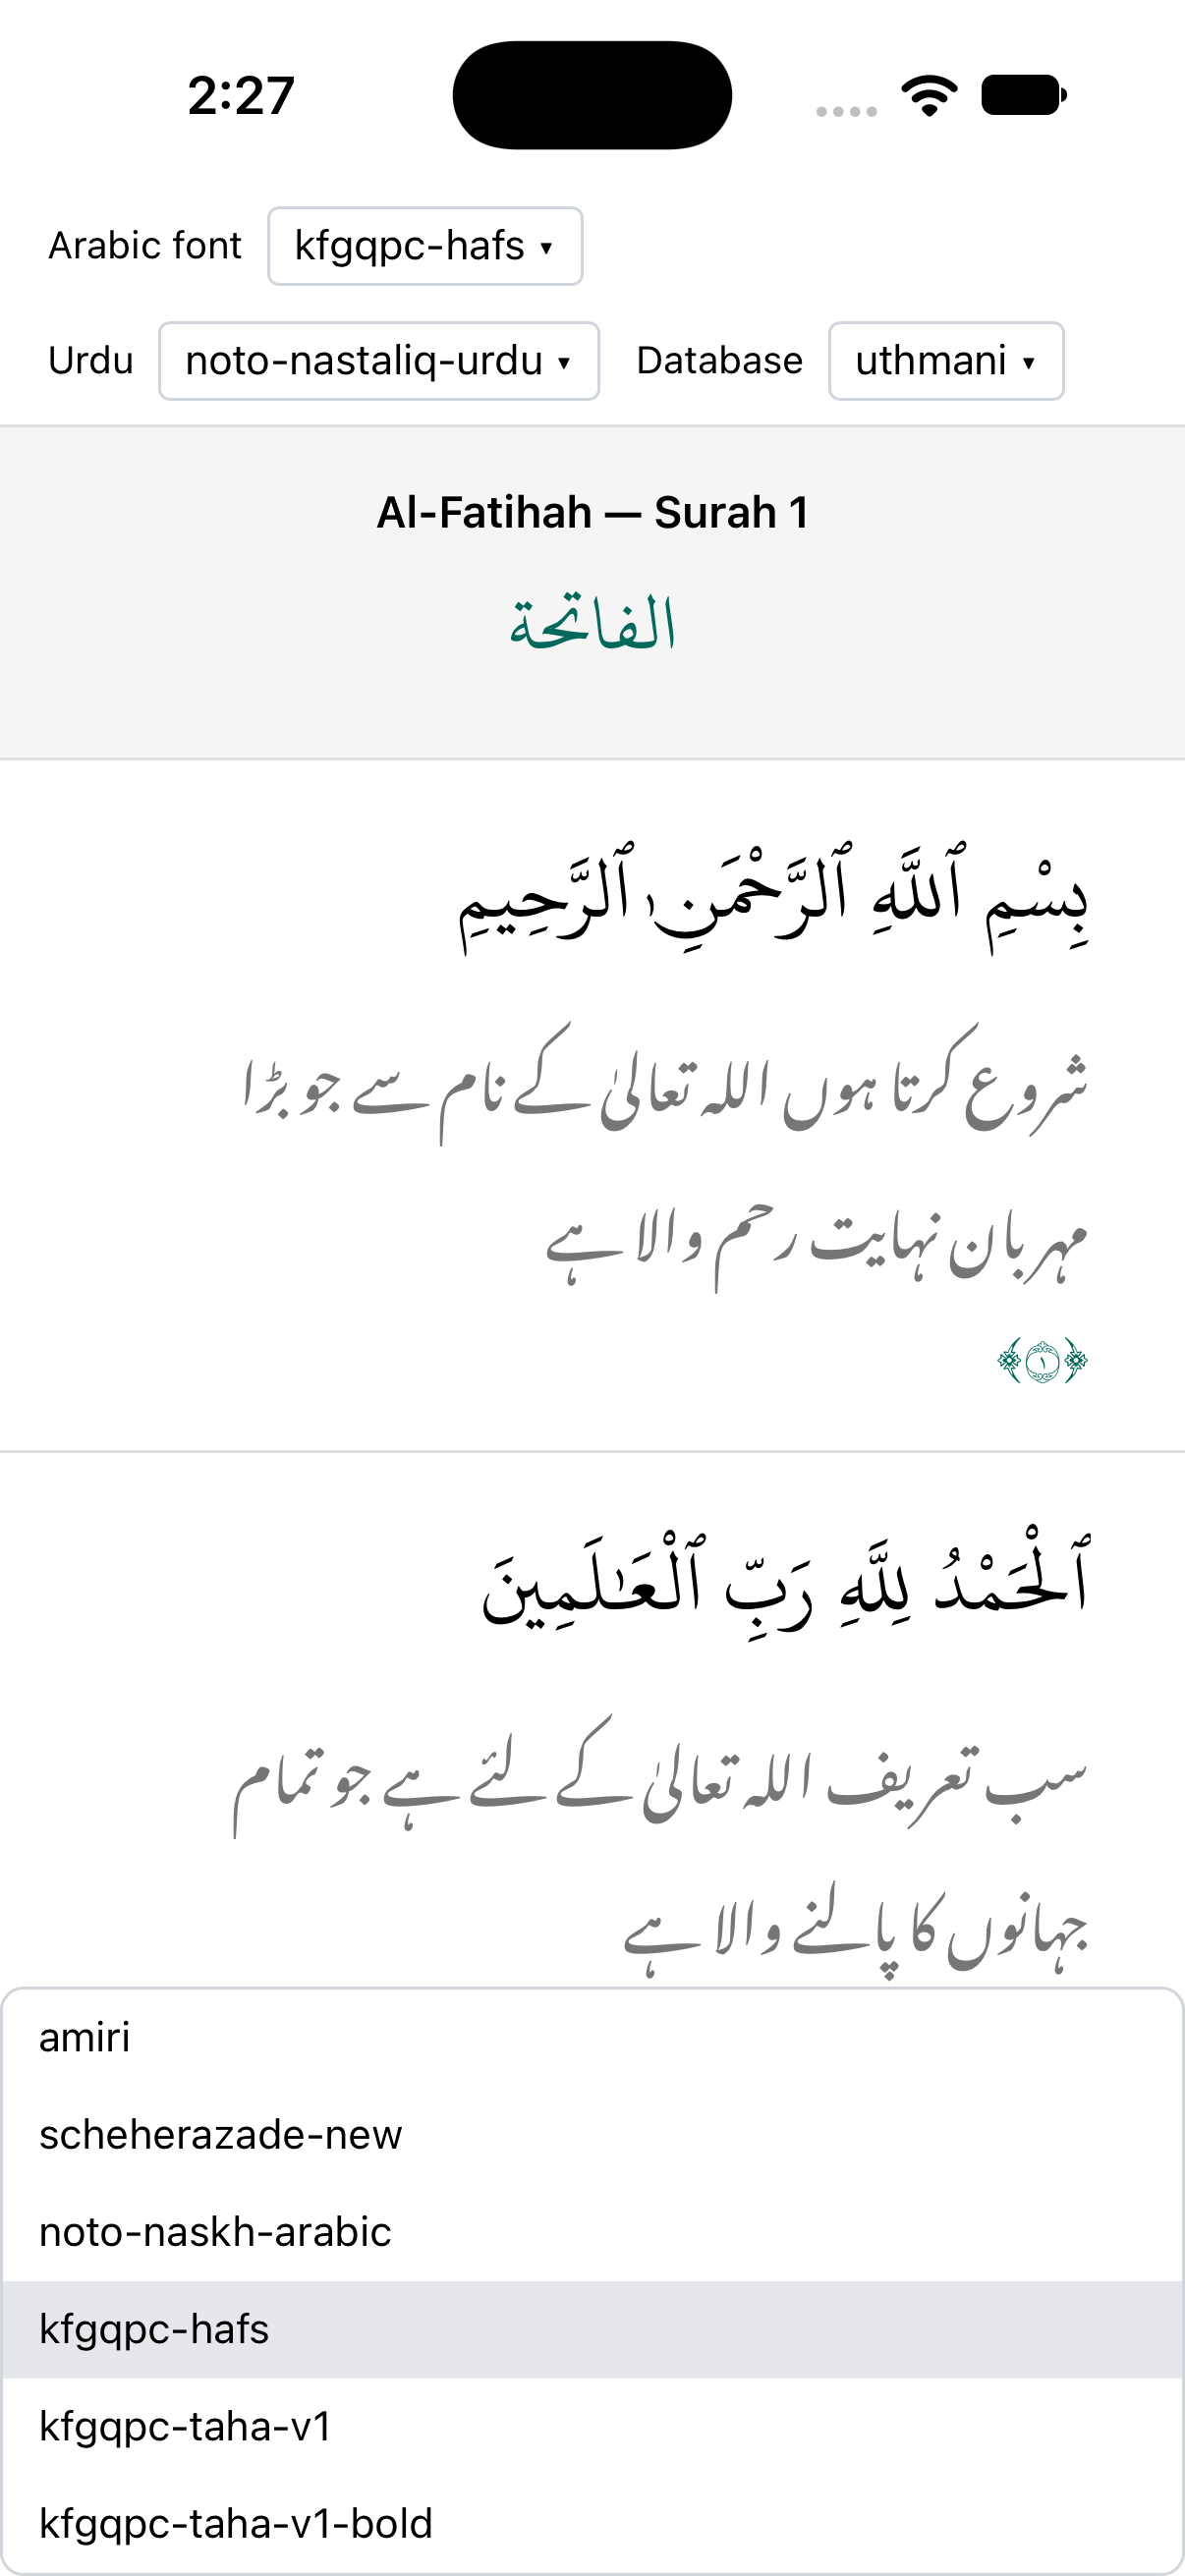 2:27
Arabic font kfgqpc-hafs ▾
Urdu noto-nastaliq-urdu ▾ Database uthmani ▾
Al-Fatihah — Surah 1
الفاتحة
بِسْمِ ٱللَّهِ ٱلرَّحْمَنِٰ ٱلرَّحِيمِ
شروع کرتا ہوں اللہ تعالیٰ کے نام سے جو بڑا
مہربان نہایت رحم والا ہے
﴿١﴾
ٱلْحَمْدُ لِلَّهِ رَبِّ ٱلْعَـٰلَمِينَ
سب تعریف اللہ تعالیٰ کے لئے ہے جو تمام
جہانوں کا پالنے والا ہے
amiri
scheherazade-new
noto-naskh-arabic
kfgqpc-hafs
kfgqpc-taha-v1
kfgqpc-taha-v1-bold